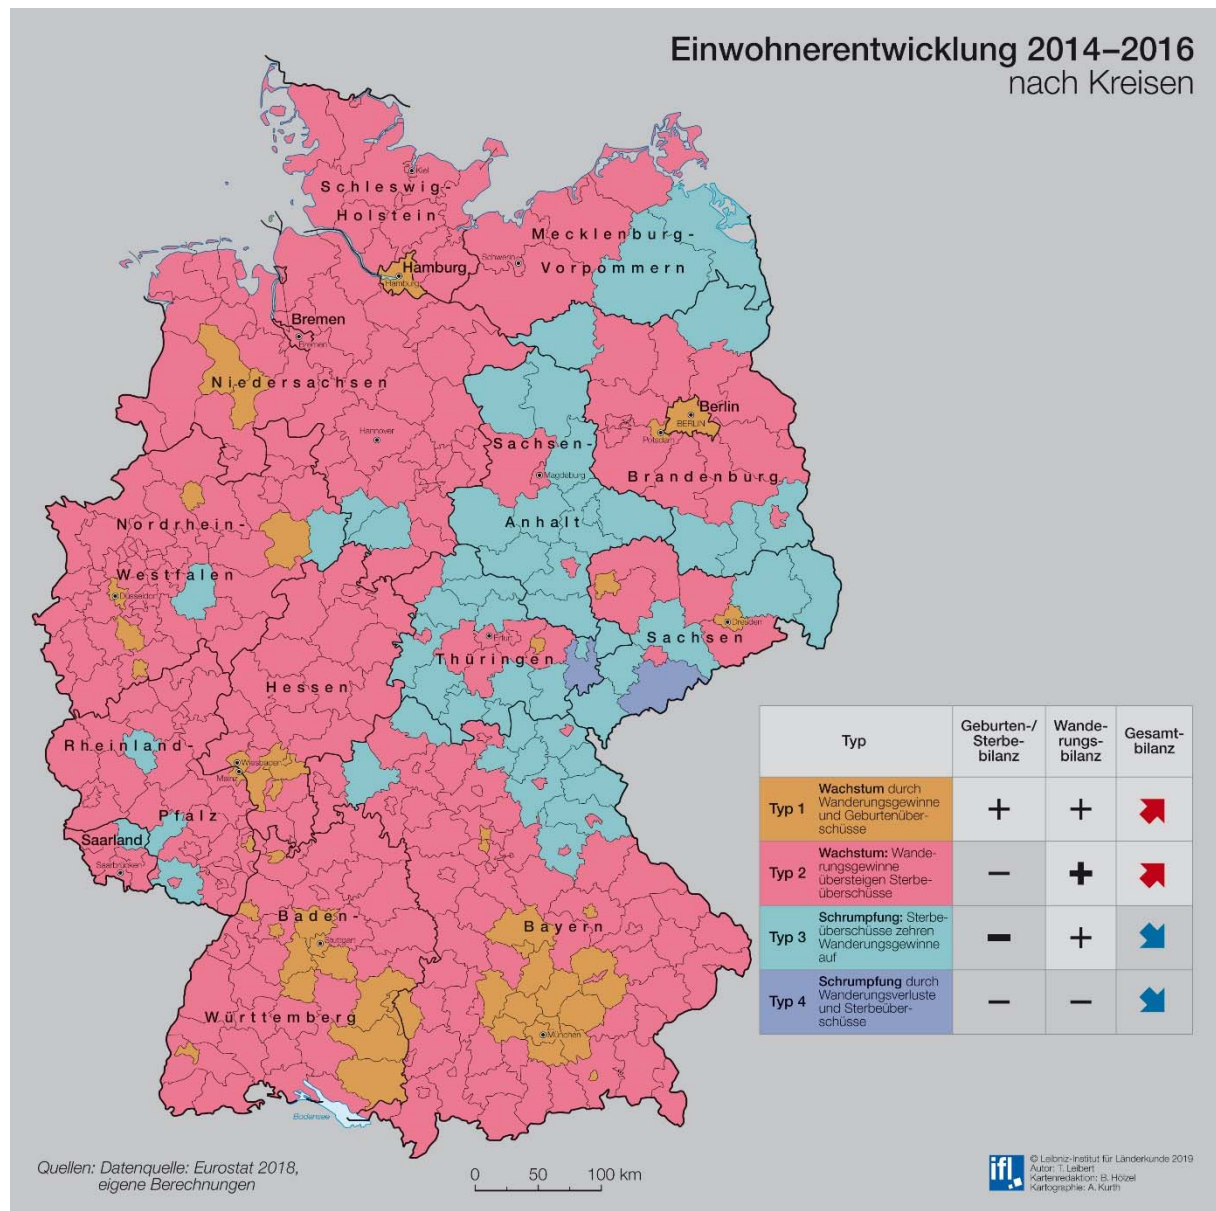 Einwohnerentwicklung 2014–2016
nach Kreisen
Kiel
Schleswig-
Holstein
Mecklenburg-
Schwerin
Vorpommern
Hamburg
Hamburg
Bremen
Bremen
Niedersachsen
Berlin
BERLIN
Potsdam
Hannover
Sachsen-
Magdeburg
Brandenburg
Nordrhein-
Anhalt
Westfalen
Düsseldorf
Dresden
Erfurt
Sachsen
Thüringen
Hessen
Rheinland-
Wiesbaden
Mainz
Pfalz
Saarland
Saarbrücken
Baden-
Stuttgart
Bayern
Württemberg
München
Bodensee
Typ
Geburten-/
Sterbe-
bilanz
Wande-
rungs-
bilanz
Gesamt-
bilanz
Typ 1
Wachstum durch
Wanderungsgewinne
und Geburtenüber-
schüsse
+ +
Typ 2
Wachstum: Wande-
rungsgewinne
übersteigen Sterbe-
überschüsse
– +
Typ 3
Schrumpfung: Sterbe-
überschüsse zehren
Wanderungsgewinne
auf
– +
Typ 4
Schrumpfung durch
Wanderungsverluste
und Sterbeüber-
schüsse
– –
Quellen: Datenquelle: Eurostat 2018,
eigene Berechnungen
0 50 100 km
ifl
© Leibniz-Institut für Länderkunde 2019
Autor: T. Leibert
Kartenredaktion: B. Hölzel
Kartographie: A. Kurth